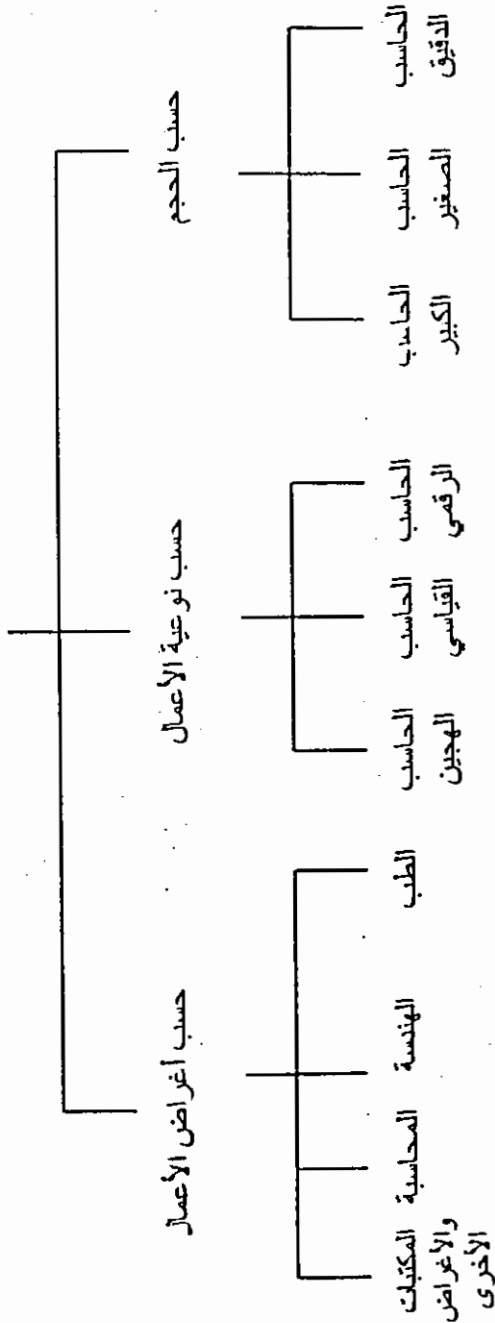 حسب الحجم
حسب نوعية الأعمال
حسب أغراض الأعمال
الحاسب
الدقيق
الحاسب
الصغير
الحاسب
الكبير
الحاسب
الرقمي
الحاسب
القياسي
الحاسب
الهجين
الطب
الهندسة
المحاسبة
المكتبات
والأغراض
الأخرى